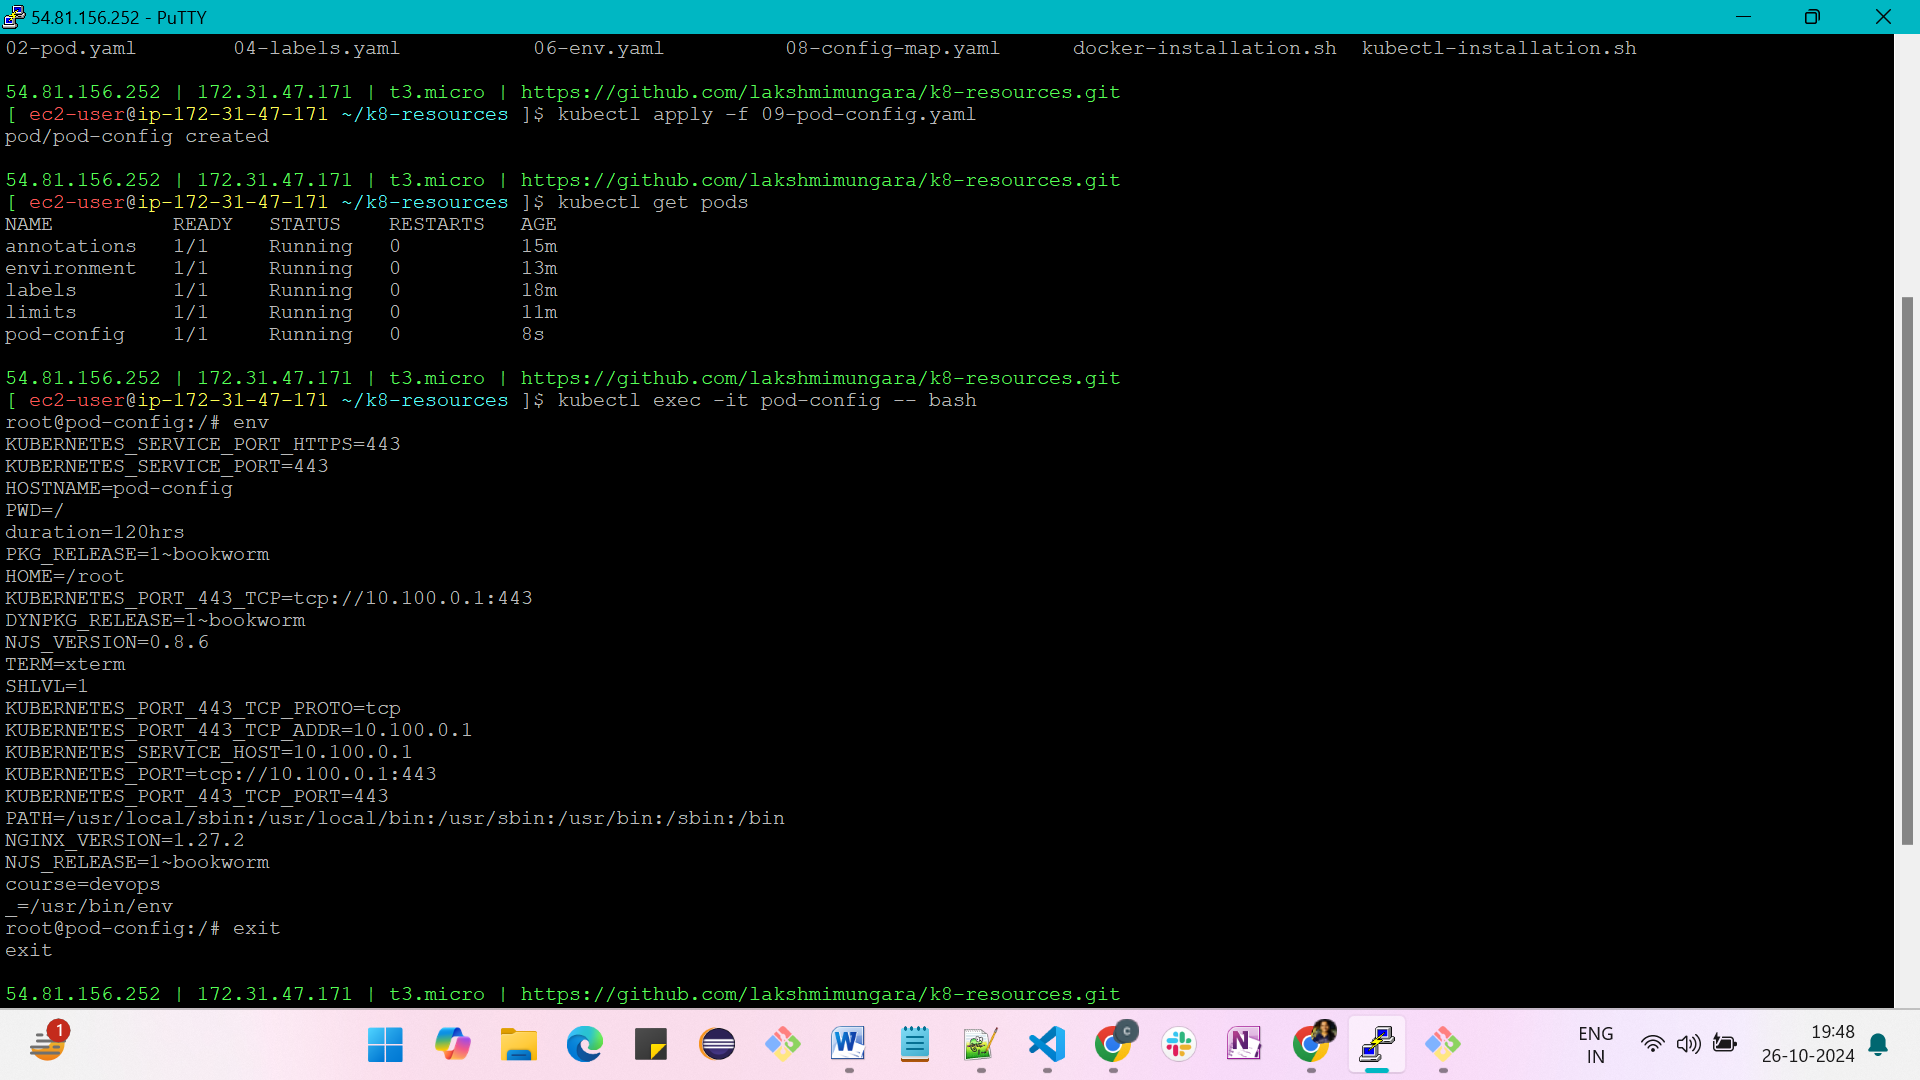 54.81.156.252 - PuTTY
02-pod.yaml 04-labels.yaml 06-env.yaml 08-config-map.yaml docker-installation.sh kubectl-installation.sh
54.81.156.252 | 172.31.47.171 | t3.micro | https://github.com/lakshmimungara/k8-resources.git
[ ec2-user@ip-172-31-47-171 ~/k8-resources ]$ kubectl apply -f 09-pod-config.yaml
pod/pod-config created
54.81.156.252 | 172.31.47.171 | t3.micro | https://github.com/lakshmimungara/k8-resources.git
[ ec2-user@ip-172-31-47-171 ~/k8-resources ]$ kubectl get pods
NAME READY STATUS RESTARTS AGE
annotations 1/1 Running 0 15m
environment 1/1 Running 0 13m
labels 1/1 Running 0 18m
limits 1/1 Running 0 11m
pod-config 1/1 Running 0 8s
54.81.156.252 | 172.31.47.171 | t3.micro | https://github.com/lakshmimungara/k8-resources.git
[ ec2-user@ip-172-31-47-171 ~/k8-resources ]$ kubectl exec -it pod-config -- bash
root@pod-config:/# env
KUBERNETES_SERVICE_PORT_HTTPS=443
KUBERNETES_SERVICE_PORT=443
HOSTNAME=pod-config
PWD=/
duration=120hrs
PKG_RELEASE=1~bookworm
HOME=/root
KUBERNETES_PORT_443_TCP=tcp://10.100.0.1:443
DYNPKG_RELEASE=1~bookworm
NJS_VERSION=0.8.6
TERM=xterm
SHLVL=1
KUBERNETES_PORT_443_TCP_PROTO=tcp
KUBERNETES_PORT_443_TCP_ADDR=10.100.0.1
KUBERNETES_SERVICE_HOST=10.100.0.1
KUBERNETES_PORT=tcp://10.100.0.1:443
KUBERNETES_PORT_443_TCP_PORT=443
PATH=/usr/local/sbin:/usr/local/bin:/usr/sbin:/usr/bin:/sbin:/bin
NGINX_VERSION=1.27.2
NJS_RELEASE=1~bookworm
course=devops
_=/usr/bin/env
root@pod-config:/# exit
exit
54.81.156.252 | 172.31.47.171 | t3.micro | https://github.com/lakshmimungara/k8-resources.git
1
W
N
C
ENG
IN
19:48
26-10-2024